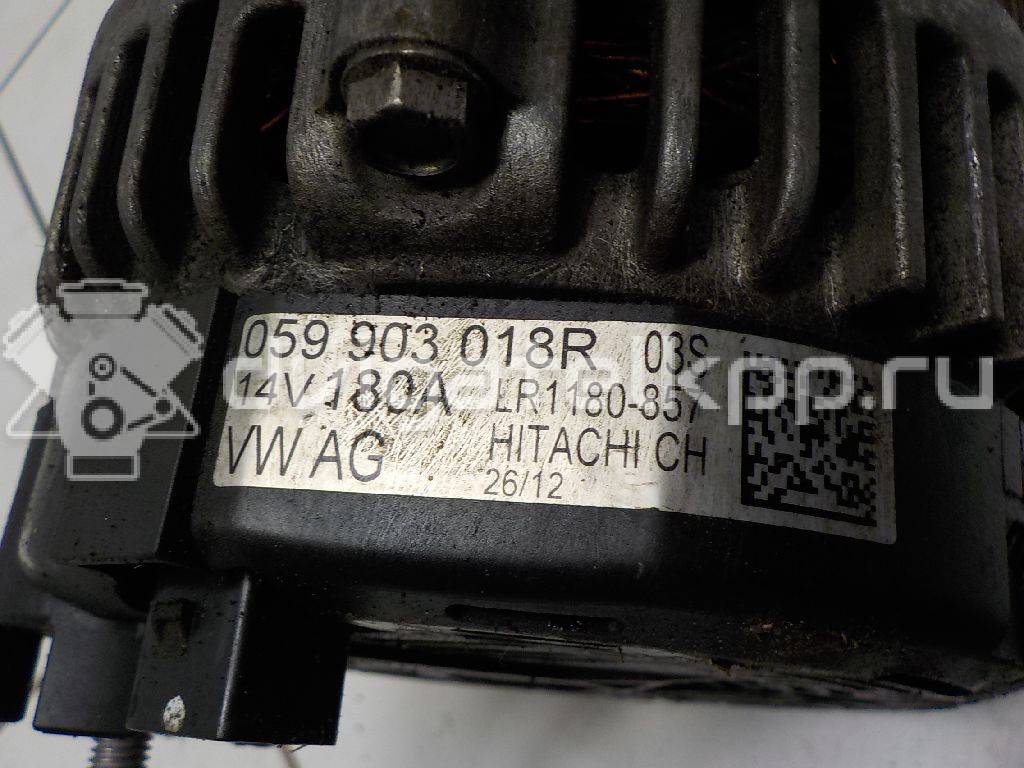 059 903 018R 03S
14V 180A LR1180-857
VW AG HITACHI CH
26/12